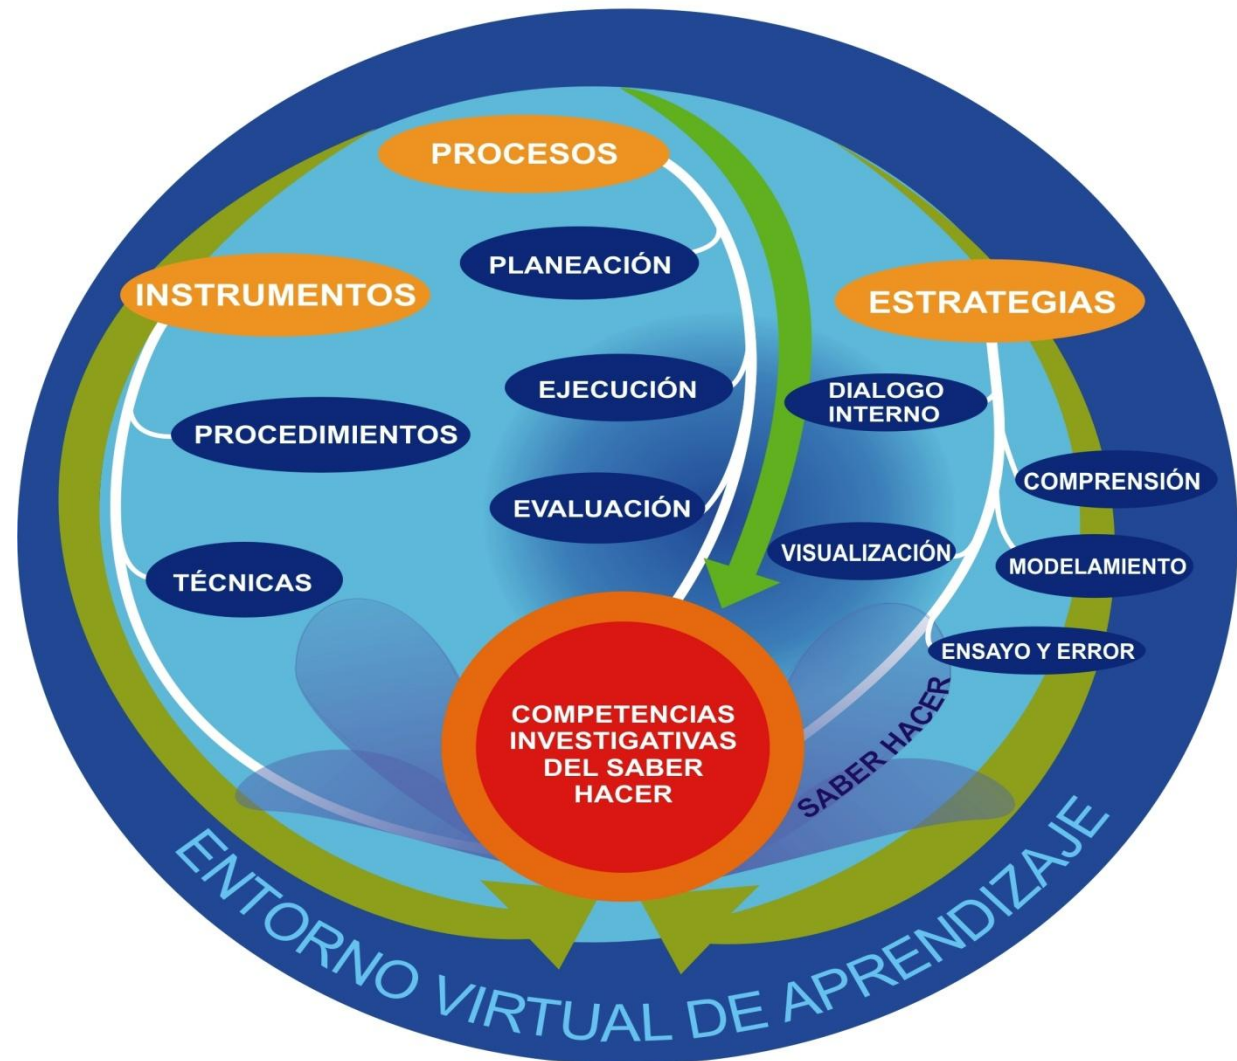 PROCESOS
PLANEACIÓN
EJECUCIÓN
EVALUACIÓN
INSTRUMENTOS
PROCEDIMIENTOS
TÉCNICAS
ESTRATEGIAS
DIALOGO
INTERNO
COMPRENSIÓN
VISUALIZACIÓN
MODELAMIENTO
ENSAYO Y ERROR
COMPETENCIAS
INVESTIGATIVAS
DEL SABER
HACER
SABER HACER
ENTORNO VIRTUAL DE APRENDIZAJE